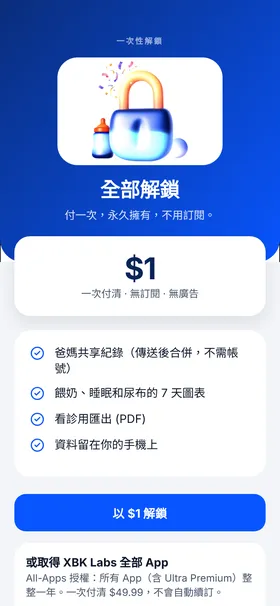 一次性解鎖
全部解鎖
付一次，永久擁有，不用訂閱。
$1
一次付清 · 無訂閱 · 無廣告
爸媽共享紀錄（傳送後合併，不需帳
號）
餵奶、睡眠和尿布的 7 天圖表
看診用匯出 (PDF)
資料留在你的手機上
以 $1 解鎖
或取得 XBK Labs 全部 App
All-Apps 授權：所有 App（含 Ultra Premium）整
整一年。一次付清 $49.99，不會自動續訂。